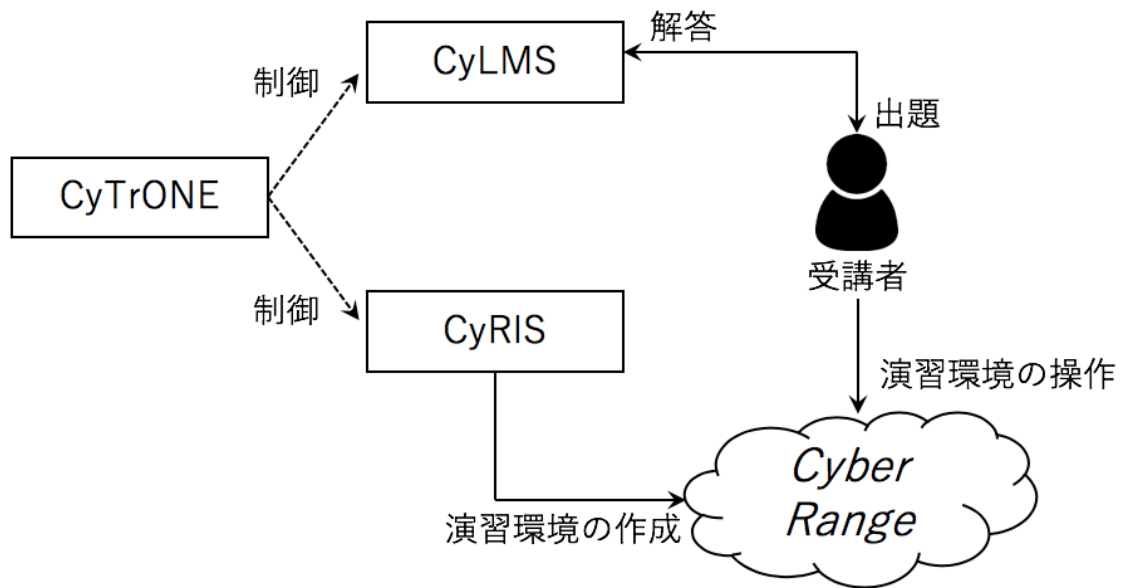 CyLMS
解答
制御
出題
CyTrONE
受講者
制御
CyRIS
演習環境の操作
Cyber
Range
演習環境の作成